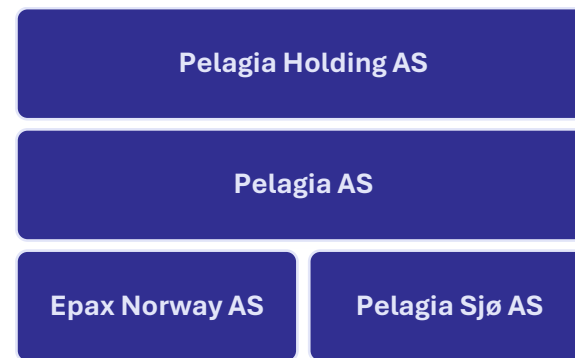 Pelagia Holding AS
Pelagia AS
Epax Norway AS
Pelagia Sjø AS